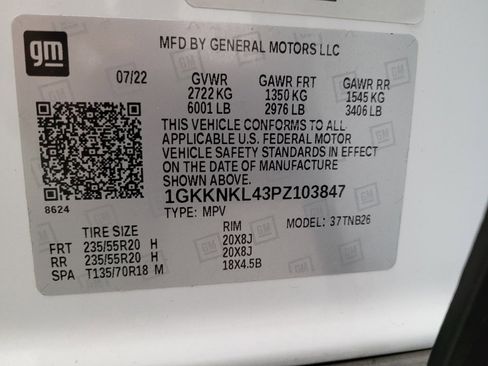 gm
MFD BY GENERAL MOTORS LLC
07/22 GVWR GAWR FRT GAWR RR
2722 KG 1350 KG 1545 KG
6001 LB 2976 LB 3406 LB
THIS VEHICLE CONFORMS TO ALL
APPLICABLE U.S. FEDERAL MOTOR
VEHICLE SAFETY STANDARDS IN EFFECT
ON THE DATE OF MANUFACTURE
SHOWN ABOVE.
1GKKNKL43PZ103847
8624 TYPE: MPV MODEL: 37TNB26
TIRE SIZE RIM
FRT 235/55R20 H 20X8J
RR 235/55R20 H 20X8J
SPA T135/70R18 M 18X4.5B